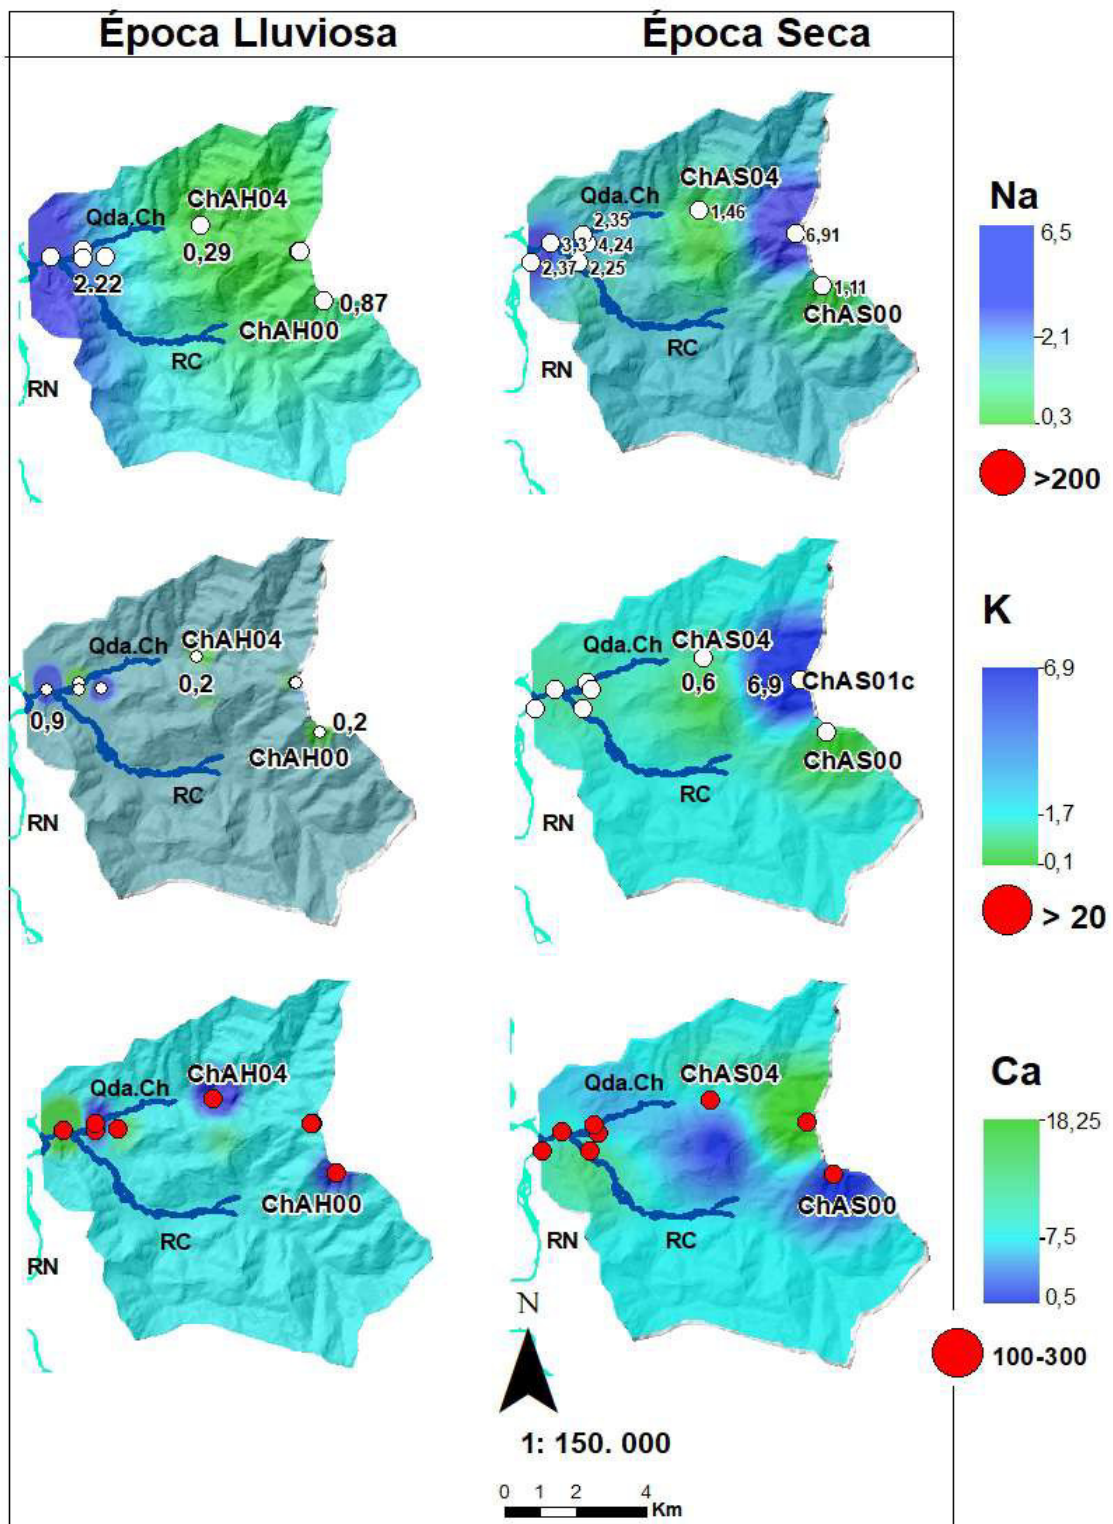 Época Lluviosa
Época Seca
ChAH04
Qda.Ch
0,29
2.22
0,87
ChAH00
RC
RN
ChAS04
Qda.Ch
2,35
1,46
3,3
4,24
6,91
2,37
2,25
1,11
ChAS00
RC
RN
Na
6,5
2,1
0,3
>200
ChAH04
Qda.Ch
0,2
0,9
0,2
ChAH00
RC
RN
Qda.Ch
ChAS04
0,6
6,9
ChAS01c
ChAS00
RC
RN
K
6,9
1,7
0,1
> 20
ChAH04
Qda.Ch
ChAH00
RC
RN
ChAS04
Qda.Ch
ChAS00
RC
RN
Ca
18,25
7,5
0,5
100-300
N
1: 150. 000
0 1 2 4
Km